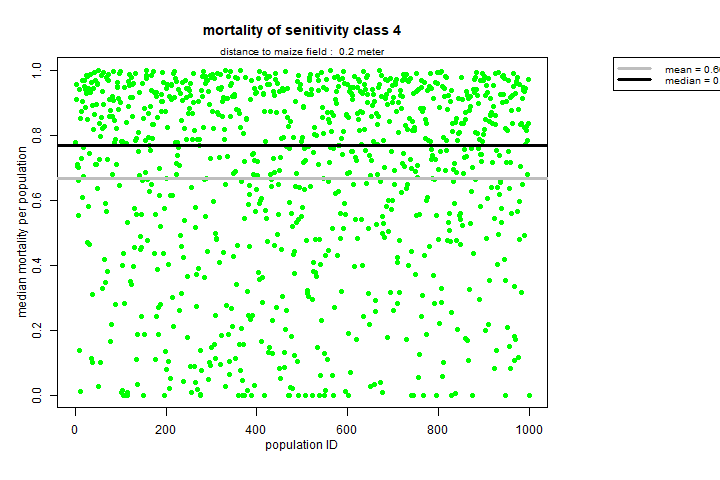 mortality of senitivity class 4
distance to maize field : 0.2 meter
median mortality per population
1.0
0.8
0.6
0.4
0.2
0.0
0 200 400 600 800 1000
population ID
mean = 0.6
median = 0